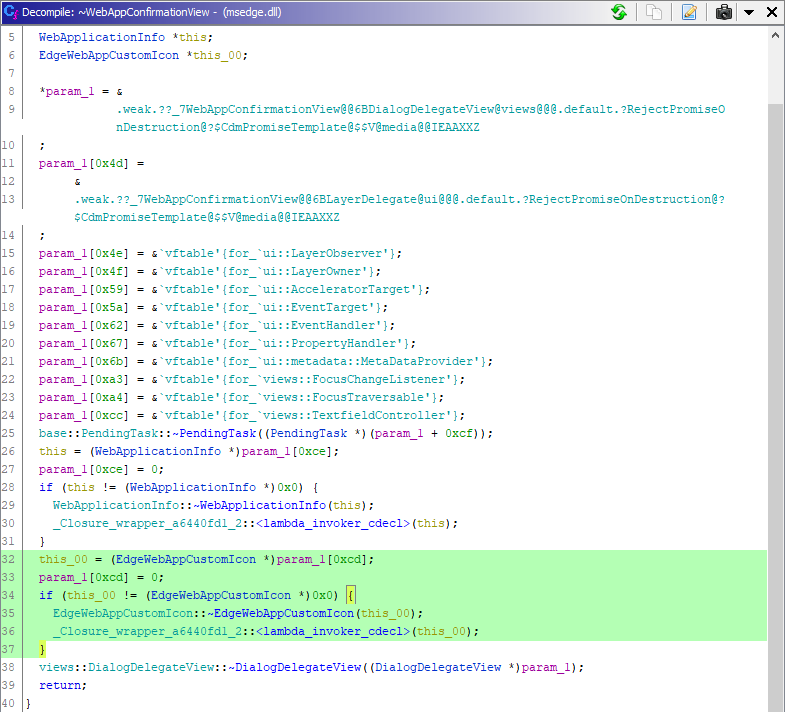 Decompile: ~WebAppConfirmationView - (msedge.dll)
5 WebApplicationInfo *this;
6 EdgeWebAppCustomIcon *this_00;
7
8 *param_1 = &
9 .weak.??_7WebAppConfirmationView@@6BDialogDelegateView@views@@@.default.?RejectPromiseO
nDestruction@?$CdmPromiseTemplate@$$V@media@@IEAAXXZ
10 ;
11 param_1[0x4d] =
12 &
13 .weak.??_7WebAppConfirmationView@@6BLayerDelegate@ui@@@.default.?RejectPromiseOnDestruction@?
$CdmPromiseTemplate@$$V@media@@IEAAXXZ
14 ;
15 param_1[0x4e] = &`vftable'{for_`ui::LayerObserver'};
16 param_1[0x4f] = &`vftable'{for_`ui::LayerOwner'};
17 param_1[0x59] = &`vftable'{for_`ui::AcceleratorTarget'};
18 param_1[0x5a] = &`vftable'{for_`ui::EventTarget'};
19 param_1[0x62] = &`vftable'{for_`ui::EventHandler'};
20 param_1[0x67] = &`vftable'{for_`ui::PropertyHandler'};
21 param_1[0x6b] = &`vftable'{for_`ui::metadata::MetaDataProvider'};
22 param_1[0xa3] = &`vftable'{for_`views::FocusChangeListener'};
23 param_1[0xa4] = &`vftable'{for_`views::FocusTraversable'};
24 param_1[0xcc] = &`vftable'{for_`views::TextfieldController'};
25 base::PendingTask::~PendingTask((PendingTask *)(param_1 + 0xcf));
26 this = (WebApplicationInfo *)param_1[0xce];
27 param_1[0xce] = 0;
28 if (this != (WebApplicationInfo *)0x0) {
29 WebApplicationInfo::~WebApplicationInfo(this);
30 _Closure_wrapper_a6440fd1_2::<lambda_invoker_cdecl>(this);
31 }
32 this_00 = (EdgeWebAppCustomIcon *)param_1[0xcd];
33 param_1[0xcd] = 0;
34 if (this_00 != (EdgeWebAppCustomIcon *)0x0) {
35 EdgeWebAppCustomIcon::~EdgeWebAppCustomIcon(this_00);
36 _Closure_wrapper_a6440fd1_2::<lambda_invoker_cdecl>(this_00);
37 }
38 views::DialogDelegateView::~DialogDelegateView((DialogDelegateView *)param_1);
39 return;
40 }